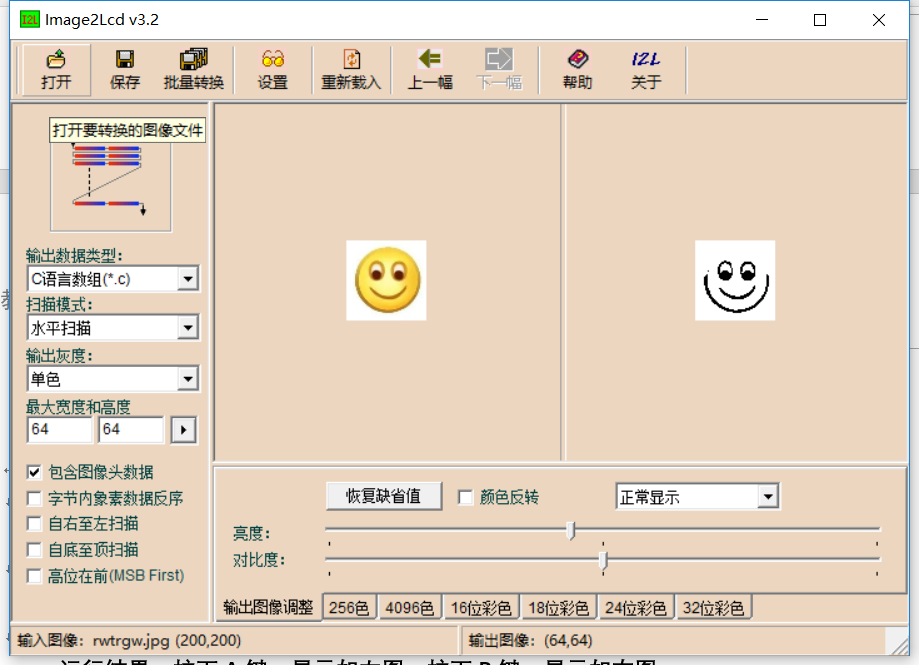 Image2Lcd v3.2
打开 保存 批量转换 设置 重新载入 上一幅 下一幅 帮助 关于
打开要转换的图像文件
输出数据类型:
C语言数组(*.c)
扫描模式:
水平扫描
输出灰度:
单色
最大宽度和高度
64 64
包含图像头数据
字节内象素数据反序
自右至左扫描
自底至顶扫描
高位在前(MSB First)
恢复缺省值 颜色反转 正常显示
亮度:
对比度:
输出图像调整 256色 4096色 16位彩色 18位彩色 24位彩色 32位彩色
输入图像: rwtrgw.jpg (200,200) 输出图像: (64,64)